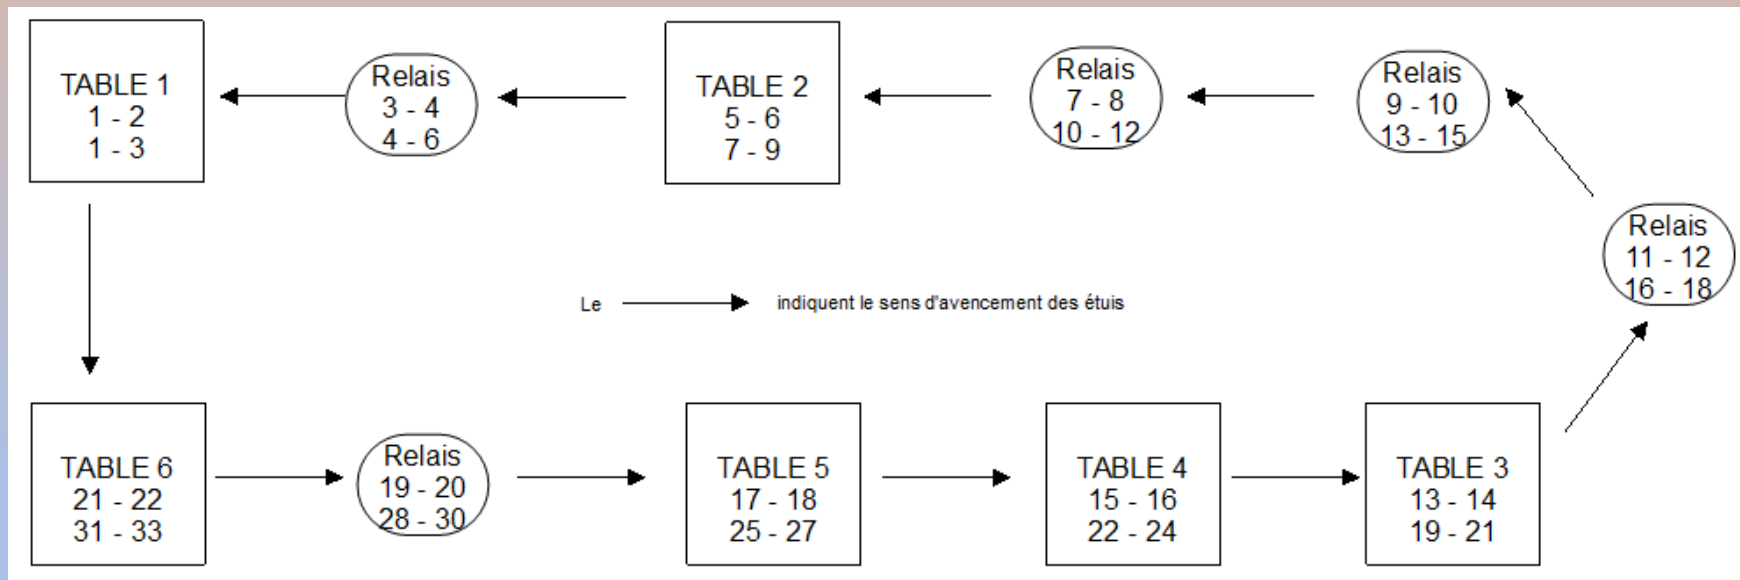 TABLE 1
1 - 2
1 - 3
Relais
3 - 4
4 - 6
TABLE 2
5 - 6
7 - 9
Relais
7 - 8
10 - 12
Relais
9 - 10
13 - 15
Relais
11 - 12
16 - 18
Le indiquent le sens d'avencement des étuis
TABLE 6
21 - 22
31 - 33
Relais
19 - 20
28 - 30
TABLE 5
17 - 18
25 - 27
TABLE 4
15 - 16
22 - 24
TABLE 3
13 - 14
19 - 21